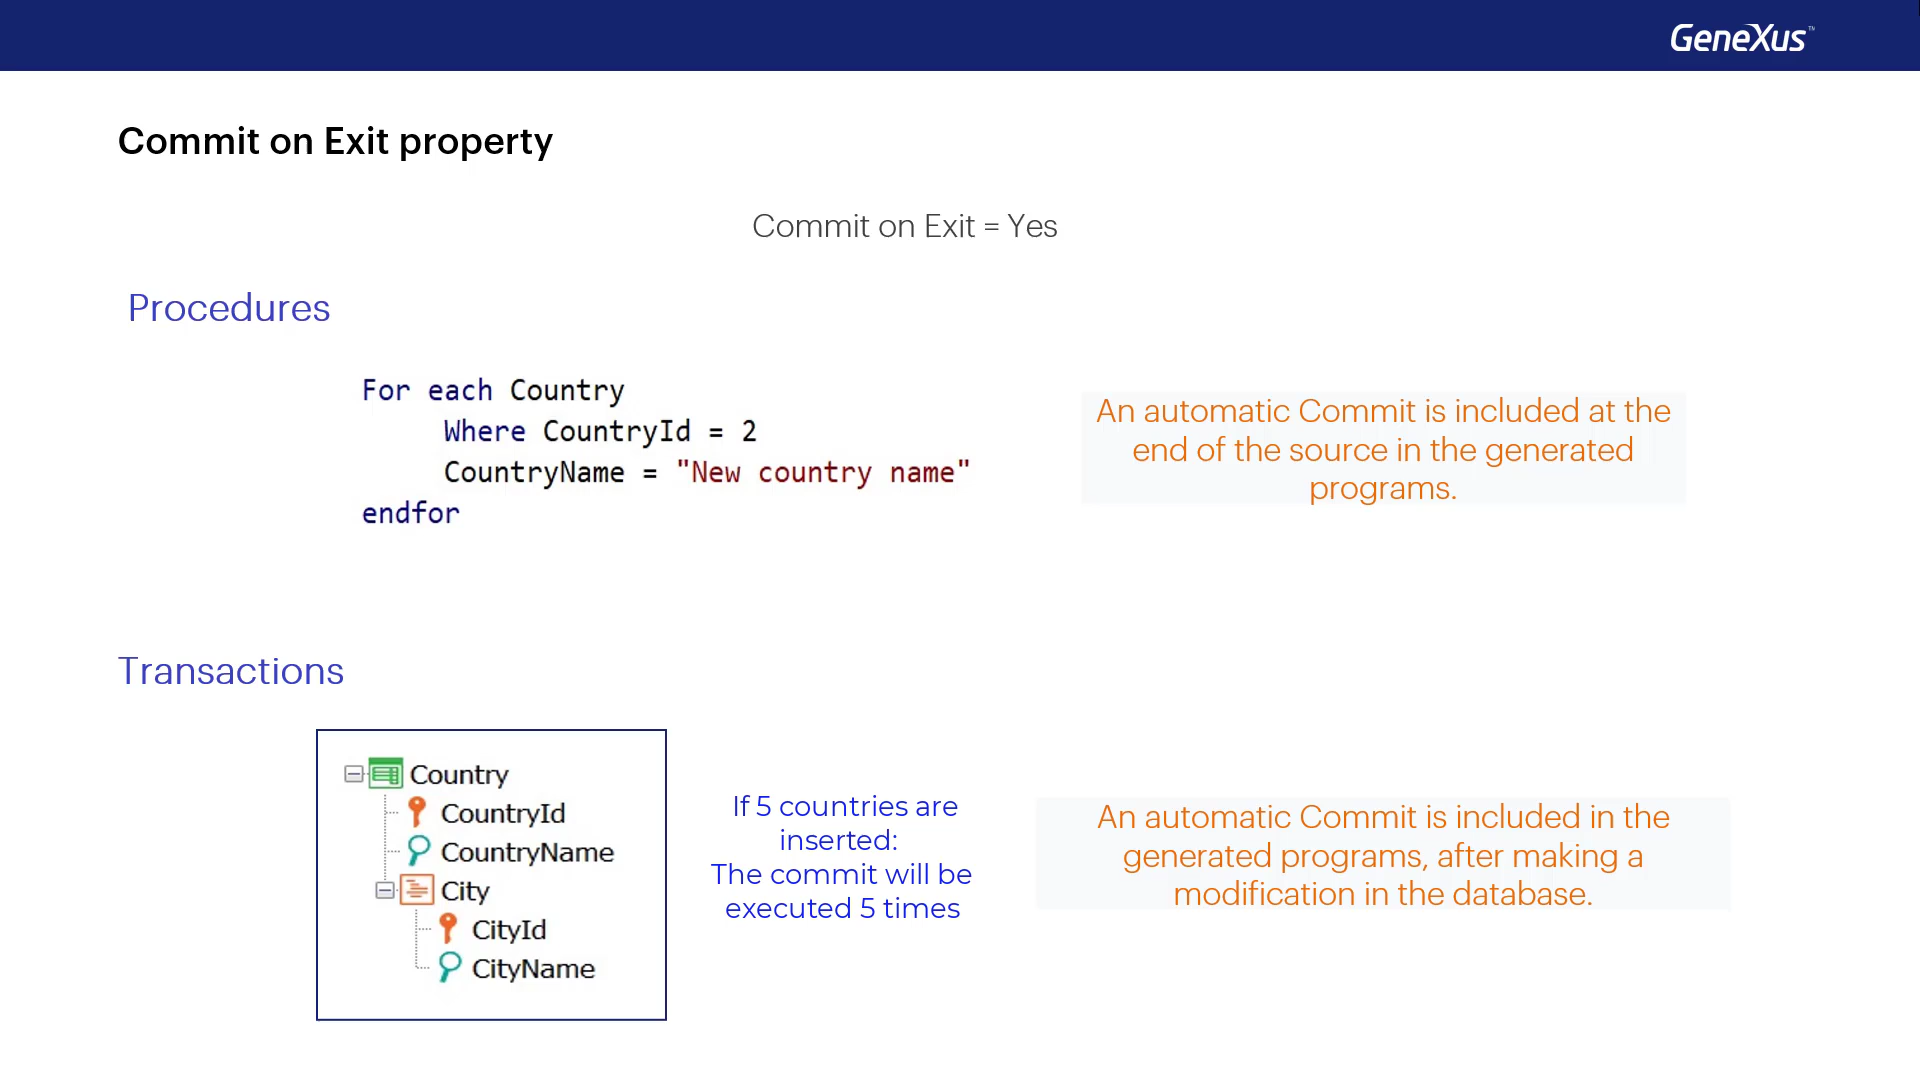 GeneXus™
Commit on Exit property
Commit on Exit = Yes
Procedures
For each Country
Where CountryId = 2
CountryName = "New country name"
endfor
An automatic Commit is included at the
end of the source in the generated
programs.
Transactions
Country
CountryId
CountryName
City
CityId
CityName
If 5 countries are
inserted:
The commit will be
executed 5 times
An automatic Commit is included in the
generated programs, after making a
modification in the database.